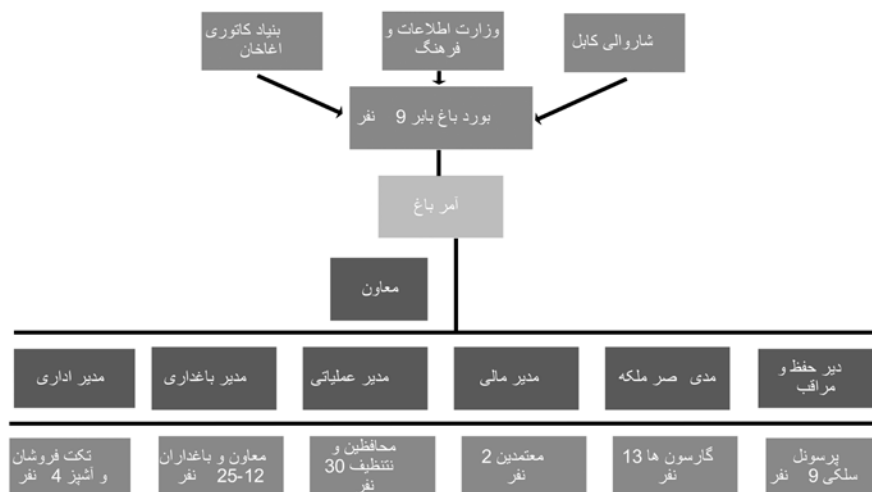 شاروالی کابل
وزارت اطلاعات و
فرهنگ
بنیاد کاتوری
اغاخان
بورد باغ بابر 9 نفر
آمر باغ
معاون
دیر حفظ و
مراقب
مدی صر ملکه
مدیر مالی
مدیر عملیاتی
مدیر باغداری
مدیر اداری
پرسونل
سلکی 9 نفر
گارسون ها 13
نفر
معتمدین 2
نفر
محافظین و
نتنظیف 30
نفر
معاون و باغداران
25-12 نفر
تکت فروشان
و آشپز 4 نفر